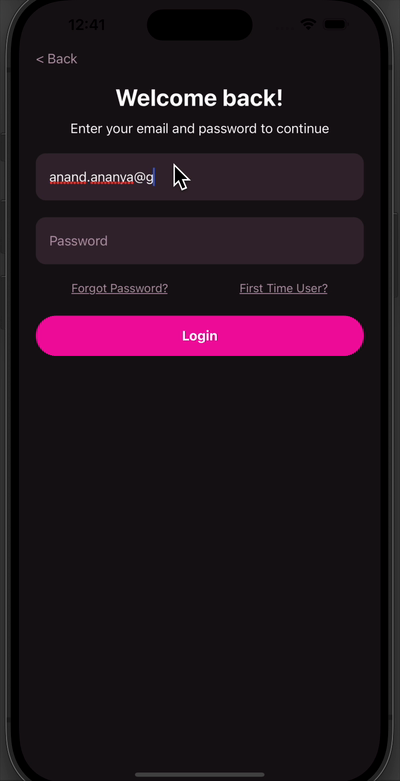 12:41
< Back
Welcome back!
Enter your email and password to continue
anand.ananya@g
Password
Forgot Password? First Time User?
Login